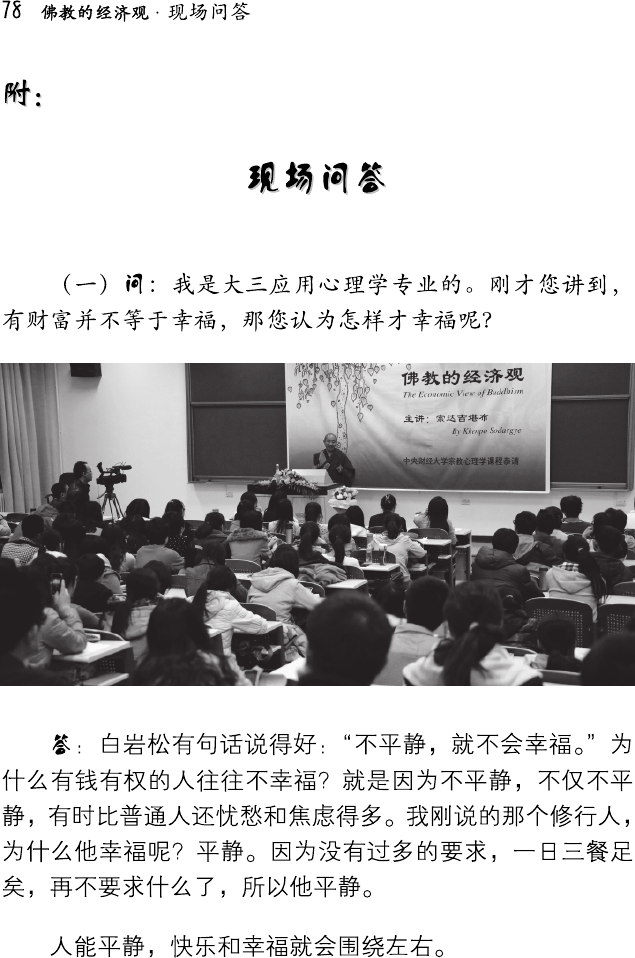 78 佛教的经济观·现场问答
附：
现场问答
（一）问：我是大三应用心理学专业的。刚才您讲到，
有财富并不等于幸福，那您认为怎样才幸福呢？
佛教的经济观
The Economic View of Buddhism
主讲：索达吉堪布
By Khenpo Sodargye
中央财经大学宗教心理学课程恭请
答：白岩松有句话说得好：“不平静，就不会幸福。”为
什么有钱有权的人往往不幸福？就是因为不平静，不仅不平
静，有时比普通人还忧愁和焦虑得多。我刚说的那个修行人，
为什么他幸福呢？平静。因为没有过多的要求，一日三餐足
矣，再不要求什么了，所以他平静。
人能平静，快乐和幸福就会围绕左右。